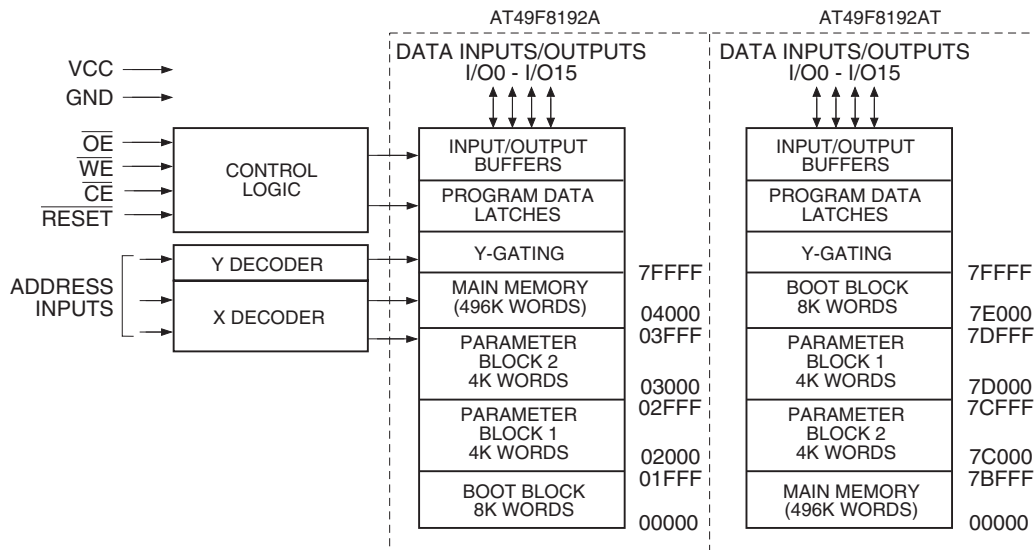 AT49F8192A
AT49F8192AT
DATA INPUTS/OUTPUTS
I/O0 - I/O15
DATA INPUTS/OUTPUTS
I/O0 - I/O15
VCC
GND
OE
WE
CE
RESET
CONTROL
LOGIC
ADDRESS
INPUTS
Y DECODER
X DECODER
INPUT/OUTPUT
BUFFERS
PROGRAM DATA
LATCHES
Y-GATING
MAIN MEMORY
(496K WORDS)
PARAMETER
BLOCK 2
4K WORDS
PARAMETER
BLOCK 1
4K WORDS
BOOT BLOCK
8K WORDS
7FFFF
04000
03FFF
03000
02FFF
02000
01FFF
00000
INPUT/OUTPUT
BUFFERS
PROGRAM DATA
LATCHES
Y-GATING
BOOT BLOCK
8K WORDS
PARAMETER
BLOCK 1
4K WORDS
PARAMETER
BLOCK 2
4K WORDS
MAIN MEMORY
(496K WORDS)
7FFFF
7E000
7DFFF
7D000
7CFFF
7C000
7BFFF
00000